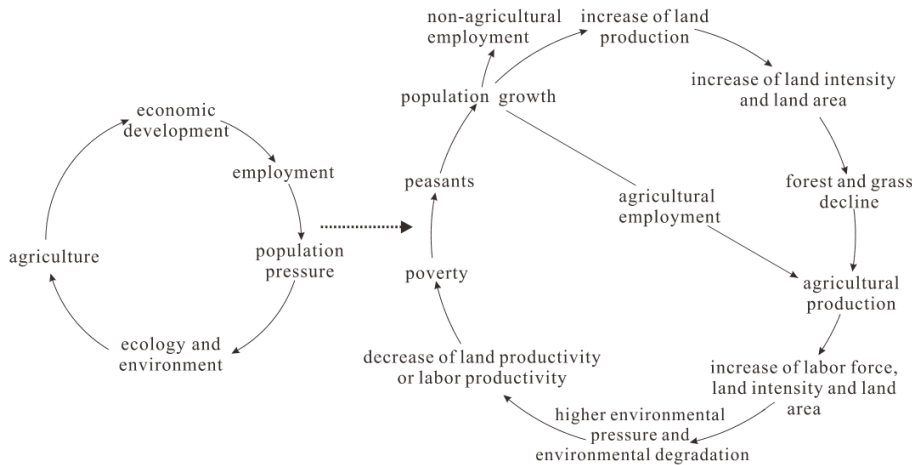 economic
development
employment
population
pressure
ecology and
environment
agriculture
non-agricultural
employment
increase of land
production
population growth
increase of land intensity
and land area
peasants
agricultural
employment
forest and grass
decline
poverty
agricultural
production
decrease of land productivity
or labor productivity
increase of labor force,
land intensity and land
area
higher environmental
pressure and
environmental degradation